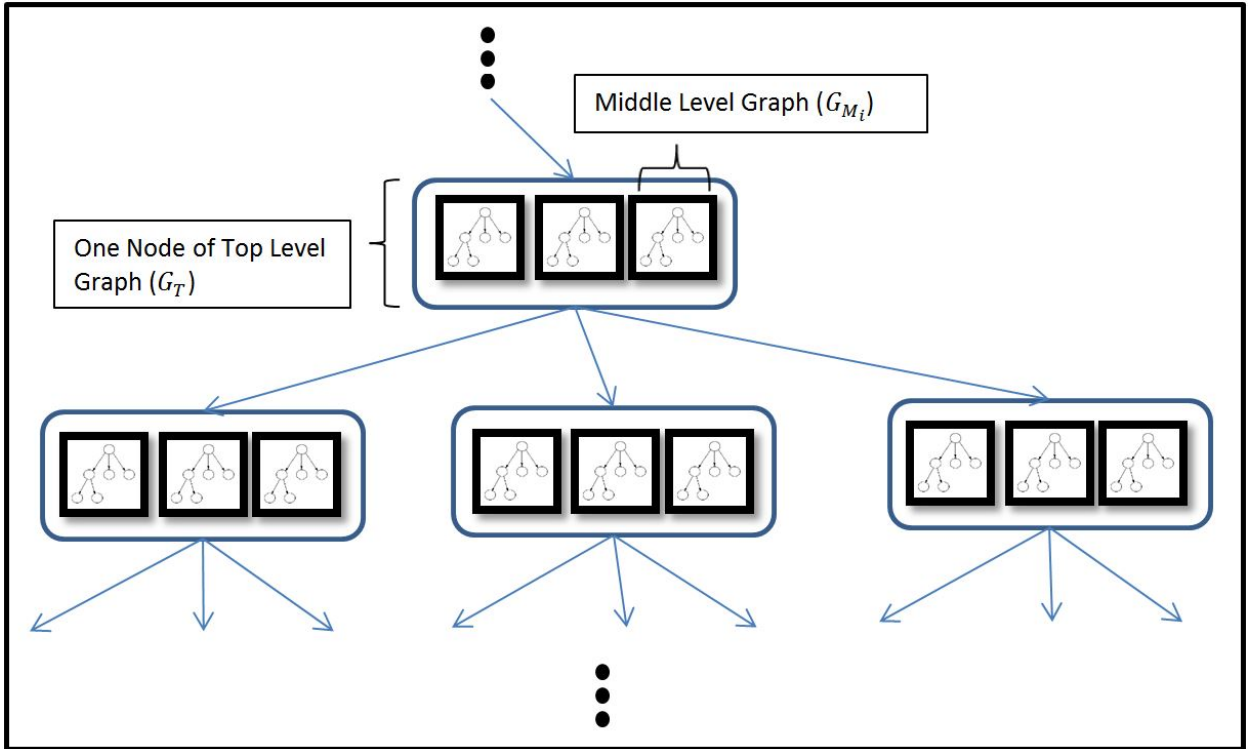 Middle Level Graph (G_{M_i})
One Node of Top Level
Graph (G_T)